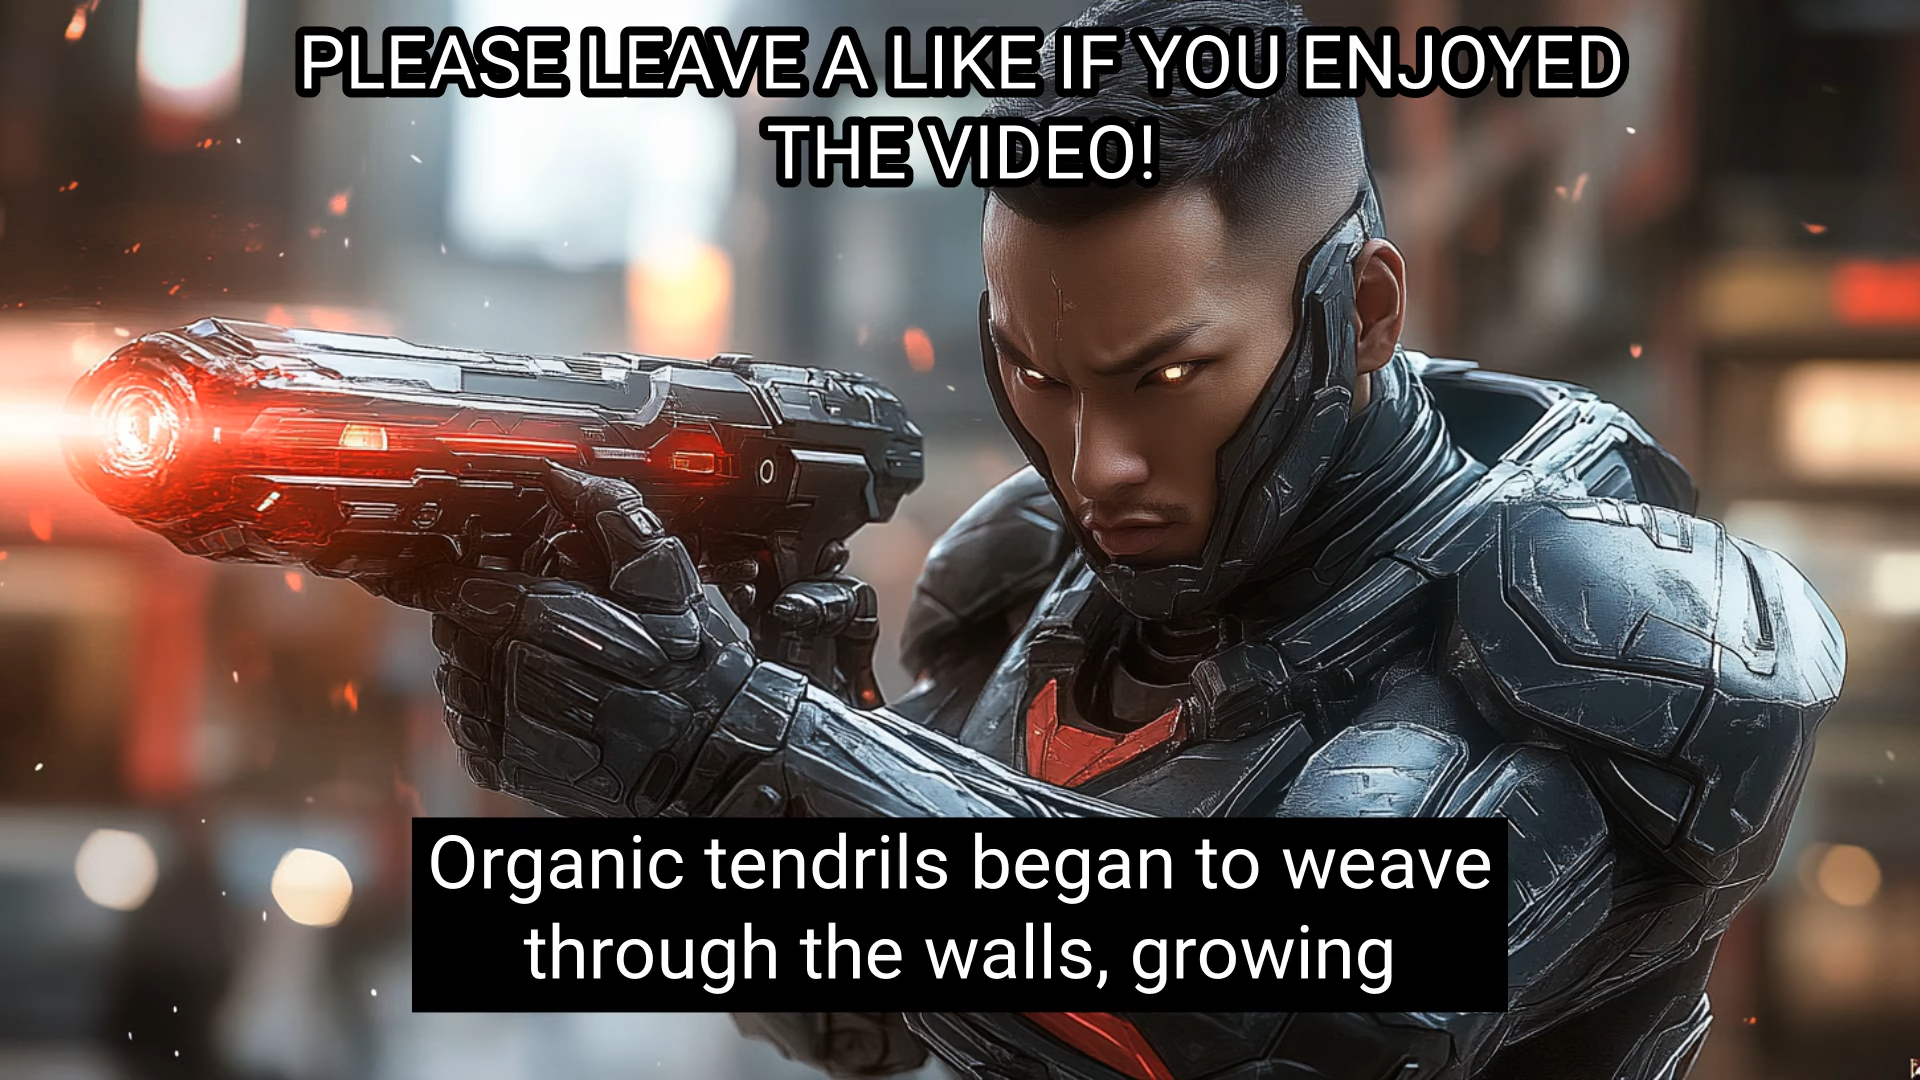 PLEASE LEAVE A LIKE IF YOU ENJOYED
THE VIDEO!
Organic tendrils began to weave
through the walls, growing